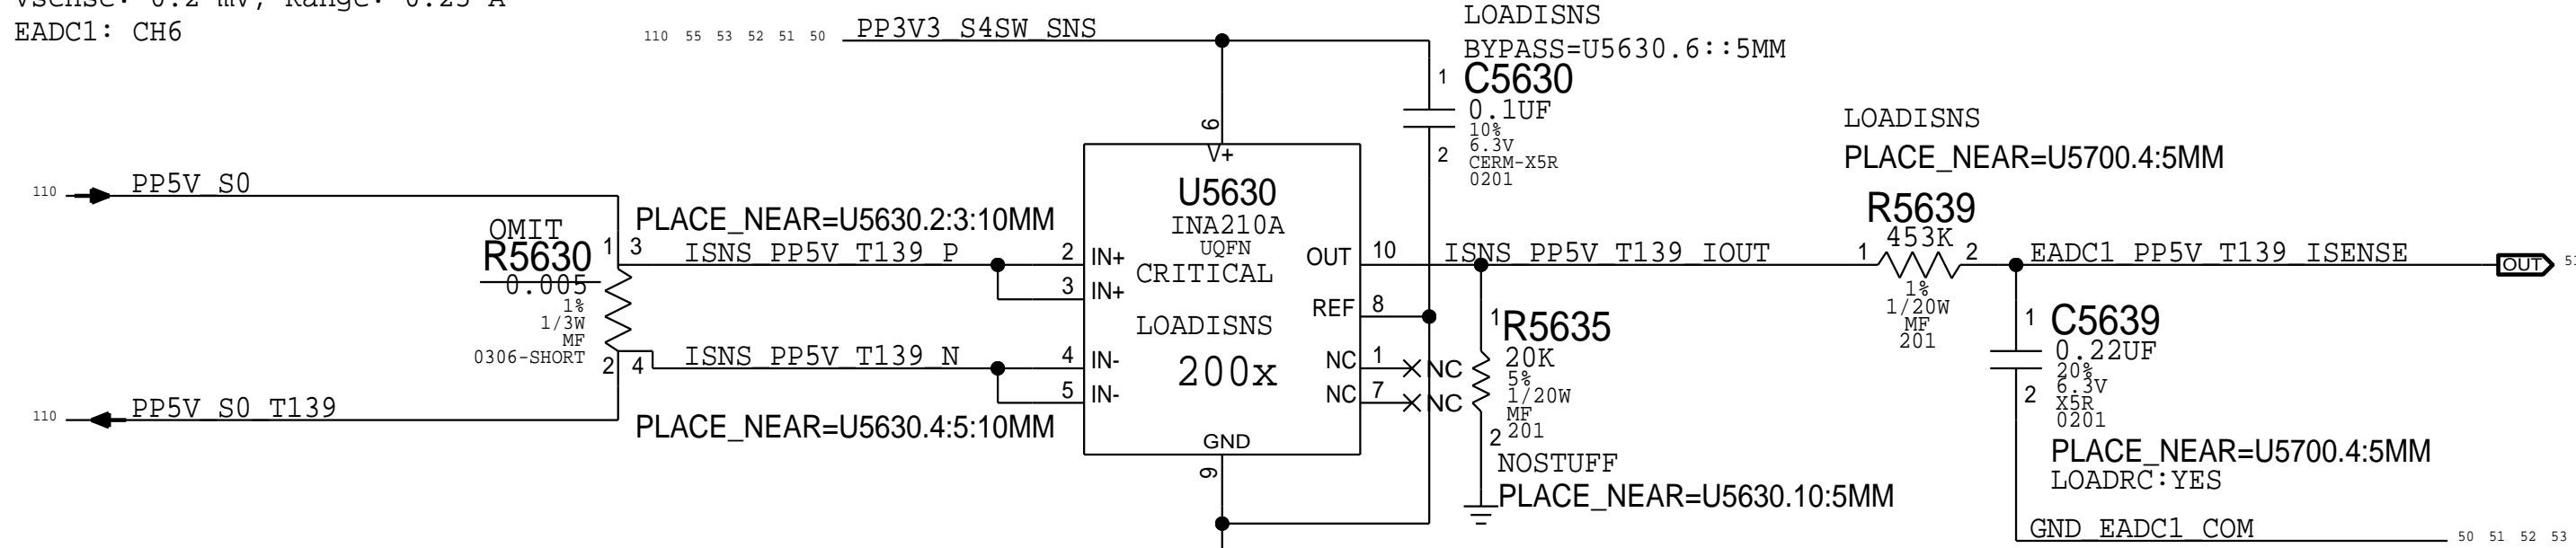 Vsense: 0.2 mV, Range: 0.25 A
EADC1: CH6
110 55 53 52 51 50 PP3V3_S4SW_SNS
LOADISNS
BYPASS=U5630.6::5MM
1 C5630
0.1UF
10%
6.3V
2 CERM-X5R
0201
6
V+
LOADISNS
PLACE_NEAR=U5700.4:5MM
110 PP5V_S0
U5630
INA210A
UQFN
CRITICAL
LOADISNS
200x
PLACE_NEAR=U5630.2:3:10MM
OMIT
R5630
0.005
1%
1/3W
MF
0306-SHORT
1 3
ISNS_PP5V_T139_P
2 IN+
3 IN+
2 4
ISNS_PP5V_T139_N
4 IN-
5 IN-
OUT 10
REF 8
NC 1 NC
NC 7 NC
GND
9
ISNS_PP5V_T139_IOUT
R5639
1 453K 2
1%
1/20W
MF
201
EADC1_PP5V_T139_ISENSE
OUT
1 R5635
20K
5%
1/20W
MF
2 201
NOSTUFF
PLACE_NEAR=U5630.10:5MM
1 C5639
0.22UF
20%
6.3V
2 X5R
0201
PLACE_NEAR=U5700.4:5MM
LOADRC:YES
110 PP5V_S0_T139
PLACE_NEAR=U5630.4:5:10MM
GND_EADC1_COM 50 51 52 53